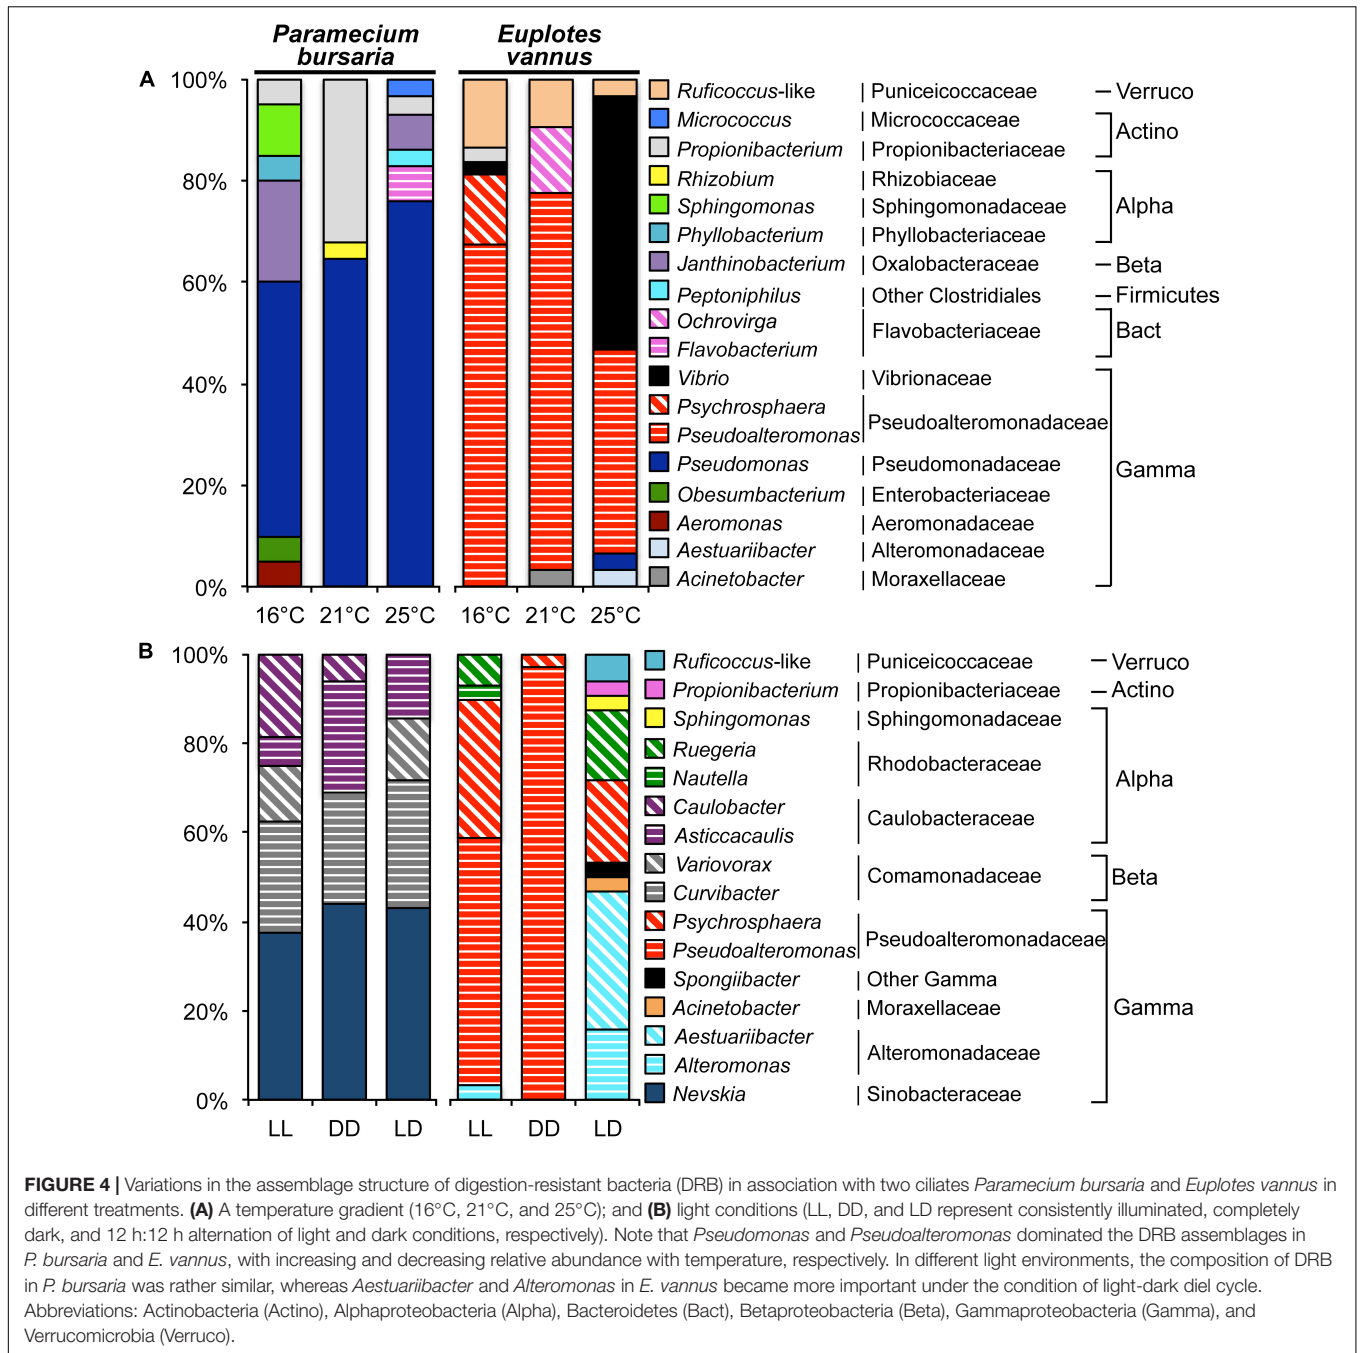 Paramecium bursaria
Euplotes vannus
A
100%
80%
60%
40%
20%
0%
16°C 21°C 25°C
16°C 21°C 25°C
Ruficoccus-like | Puniceicoccaceae – Verruco
Micrococcus | Micrococcaceae
Actino
Propionibacterium | Propionibacteriaceae
Rhizobium | Rhizobiaceae
Sphingomonas | Sphingomonadaceae
Alpha
Phyllobacterium | Phyllobacteriaceae
Janthinobacterium | Oxalobacteraceae – Beta
Peptoniphilus | Other Clostridiales – Firmicutes
Ochrovirga
Flavobacteriaceae
Bact
Flavobacterium
Vibrio | Vibrionaceae
Psychrosphaera
Pseudoalteromonadaceae
Pseudoalteromonas
Pseudomonas | Pseudomonadaceae
Gamma
Obesumbacterium | Enterobacteriaceae
Aeromonas | Aeromonadaceae
Aestuariibacter | Alteromonadaceae
Acinetobacter | Moraxellaceae
B
100%
80%
60%
40%
20%
0%
LL DD LD
LL DD LD
Ruficoccus-like | Puniceicoccaceae – Verruco
Propionibacterium | Propionibacteriaceae – Actino
Sphingomonas | Sphingomonadaceae
Ruegeria
Rhodobacteraceae
Alpha
Nautella
Caulobacter
Caulobacteraceae
Asticcacaulis
Variovorax
Comamonadaceae
Beta
Curvibacter
Psychrosphaera
Pseudoalteromonadaceae
Pseudoalteromonas
Spongiibacter | Other Gamma
Acinetobacter | Moraxellaceae
Gamma
Aestuariibacter
Alteromonadaceae
Alteromonas
Nevskia | Sinobacteraceae
FIGURE 4 | Variations in the assemblage structure of digestion-resistant bacteria (DRB) in association with two ciliates Paramecium bursaria and Euplotes vannus in
different treatments. (A) A temperature gradient (16°C, 21°C, and 25°C); and (B) light conditions (LL, DD, and LD represent consistently illuminated, completely
dark, and 12 h:12 h alternation of light and dark conditions, respectively). Note that Pseudomonas and Pseudoalteromonas dominated the DRB assemblages in
P. bursaria and E. vannus, with increasing and decreasing relative abundance with temperature, respectively. In different light environments, the composition of DRB
in P. bursaria was rather similar, whereas Aestuariibacter and Alteromonas in E. vannus became more important under the condition of light-dark diel cycle.
Abbreviations: Actinobacteria (Actino), Alphaproteobacteria (Alpha), Bacteroidetes (Bact), Betaproteobacteria (Beta), Gammaproteobacteria (Gamma), and
Verrucomicrobia (Verruco).